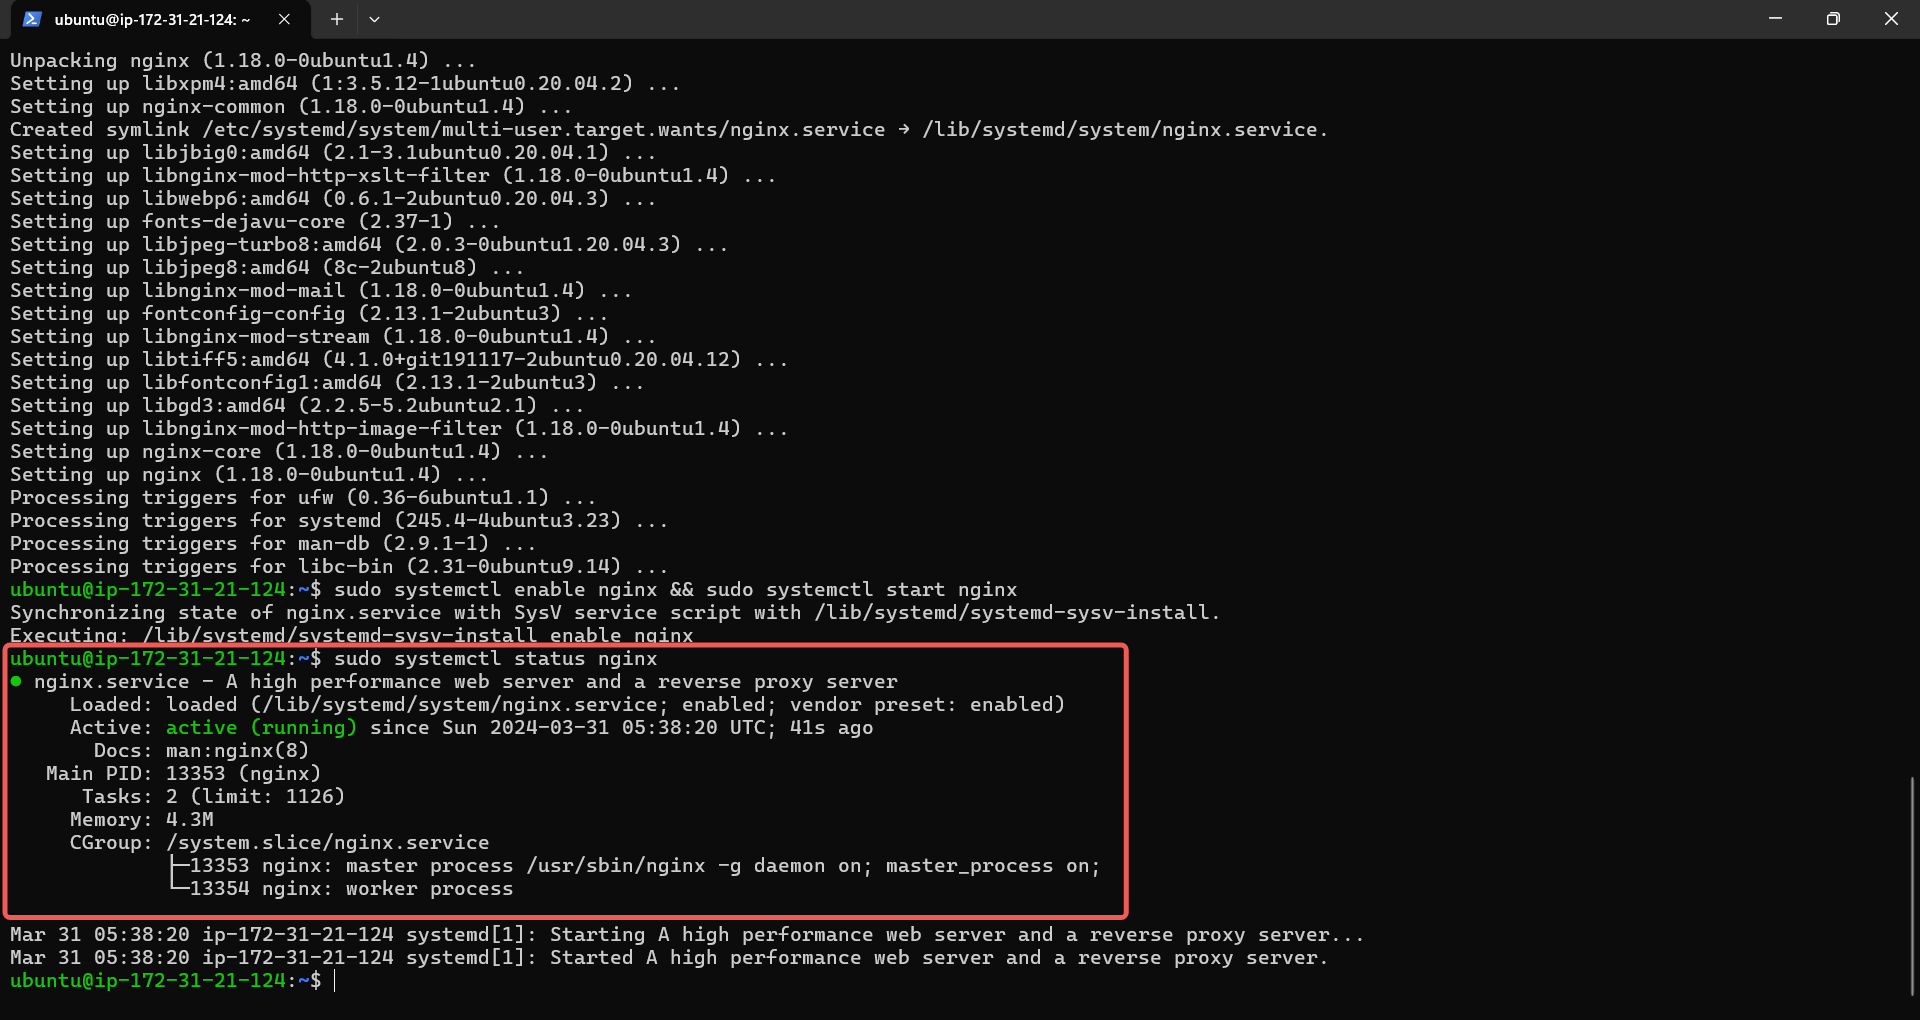 ubuntu@ip-172-31-21-124: ~
Unpacking nginx (1.18.0-0ubuntu1.4) ...
Setting up libxpm4:amd64 (1:3.5.12-1ubuntu0.20.04.2) ...
Setting up nginx-common (1.18.0-0ubuntu1.4) ...
Created symlink /etc/systemd/system/multi-user.target.wants/nginx.service → /lib/systemd/system/nginx.service.
Setting up libjbig0:amd64 (2.1-3.1ubuntu0.20.04.1) ...
Setting up libnginx-mod-http-xslt-filter (1.18.0-0ubuntu1.4) ...
Setting up libwebp6:amd64 (0.6.1-2ubuntu0.20.04.3) ...
Setting up fonts-dejavu-core (2.37-1) ...
Setting up libjpeg-turbo8:amd64 (2.0.3-0ubuntu1.20.04.3) ...
Setting up libjpeg8:amd64 (8c-2ubuntu8) ...
Setting up libnginx-mod-mail (1.18.0-0ubuntu1.4) ...
Setting up fontconfig-config (2.13.1-2ubuntu3) ...
Setting up libnginx-mod-stream (1.18.0-0ubuntu1.4) ...
Setting up libtiff5:amd64 (4.1.0+git191117-2ubuntu0.20.04.12) ...
Setting up libfontconfig1:amd64 (2.13.1-2ubuntu3) ...
Setting up libgd3:amd64 (2.2.5-5.2ubuntu2.1) ...
Setting up libnginx-mod-http-image-filter (1.18.0-0ubuntu1.4) ...
Setting up nginx-core (1.18.0-0ubuntu1.4) ...
Setting up nginx (1.18.0-0ubuntu1.4) ...
Processing triggers for ufw (0.36-6ubuntu1.1) ...
Processing triggers for systemd (245.4-4ubuntu3.23) ...
Processing triggers for man-db (2.9.1-1) ...
Processing triggers for libc-bin (2.31-0ubuntu9.14) ...
ubuntu@ip-172-31-21-124:~$ sudo systemctl enable nginx && sudo systemctl start nginx
Synchronizing state of nginx.service with SysV service script with /lib/systemd/systemd-sysv-install.
Executing: /lib/systemd/systemd-sysv-install enable nginx
ubuntu@ip-172-31-21-124:~$ sudo systemctl status nginx
● nginx.service - A high performance web server and a reverse proxy server
     Loaded: loaded (/lib/systemd/system/nginx.service; enabled; vendor preset: enabled)
     Active: active (running) since Sun 2024-03-31 05:38:20 UTC; 41s ago
       Docs: man:nginx(8)
   Main PID: 13353 (nginx)
      Tasks: 2 (limit: 1126)
     Memory: 4.3M
     CGroup: /system.slice/nginx.service
             ├─13353 nginx: master process /usr/sbin/nginx -g daemon on; master_process on;
             └─13354 nginx: worker process
Mar 31 05:38:20 ip-172-31-21-124 systemd[1]: Starting A high performance web server and a reverse proxy server...
Mar 31 05:38:20 ip-172-31-21-124 systemd[1]: Started A high performance web server and a reverse proxy server.
ubuntu@ip-172-31-21-124:~$